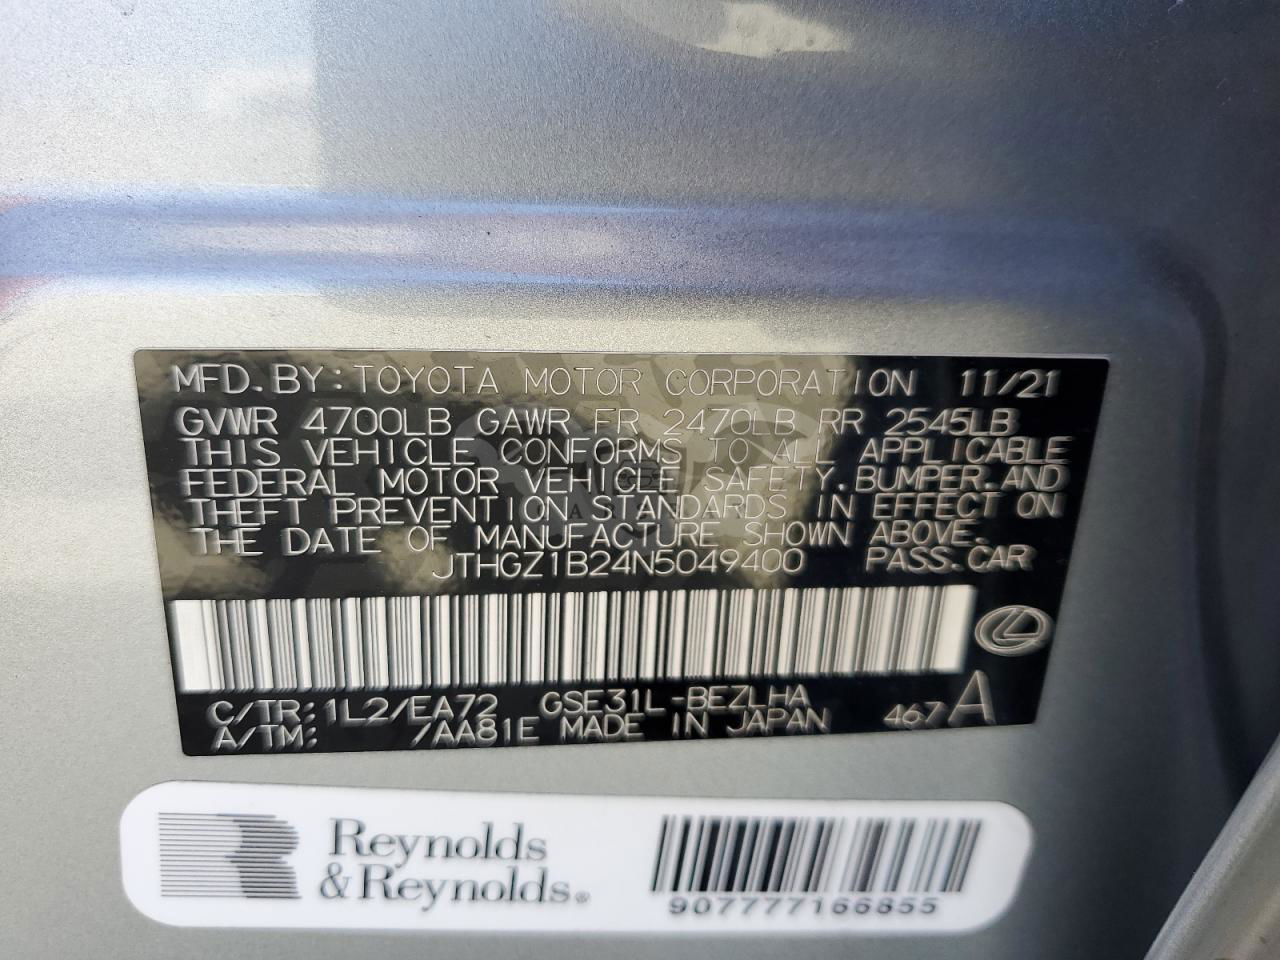 MFD.BY:TOYOTA MOTOR CORPORATION 11/21
GVWR 4700LB GAWR FR 2470LB RR 2545LB
THIS VEHICLE CONFORMS TO ALL APPLICABLE
FEDERAL MOTOR VEHICLE SAFETY.BUMPER.AND
THEFT PREVENTION STANDARDS IN EFFECT ON
THE DATE OF MANUFACTURE SHOWN ABOVE.
JTHGZ1B24N5049400 PASS.CAR
C/TR:1L2/EA72 GSE31L-BEZLHA
A/TM: /AA81E MADE IN JAPAN 467A
Reynolds
&Reynolds®
907777166855